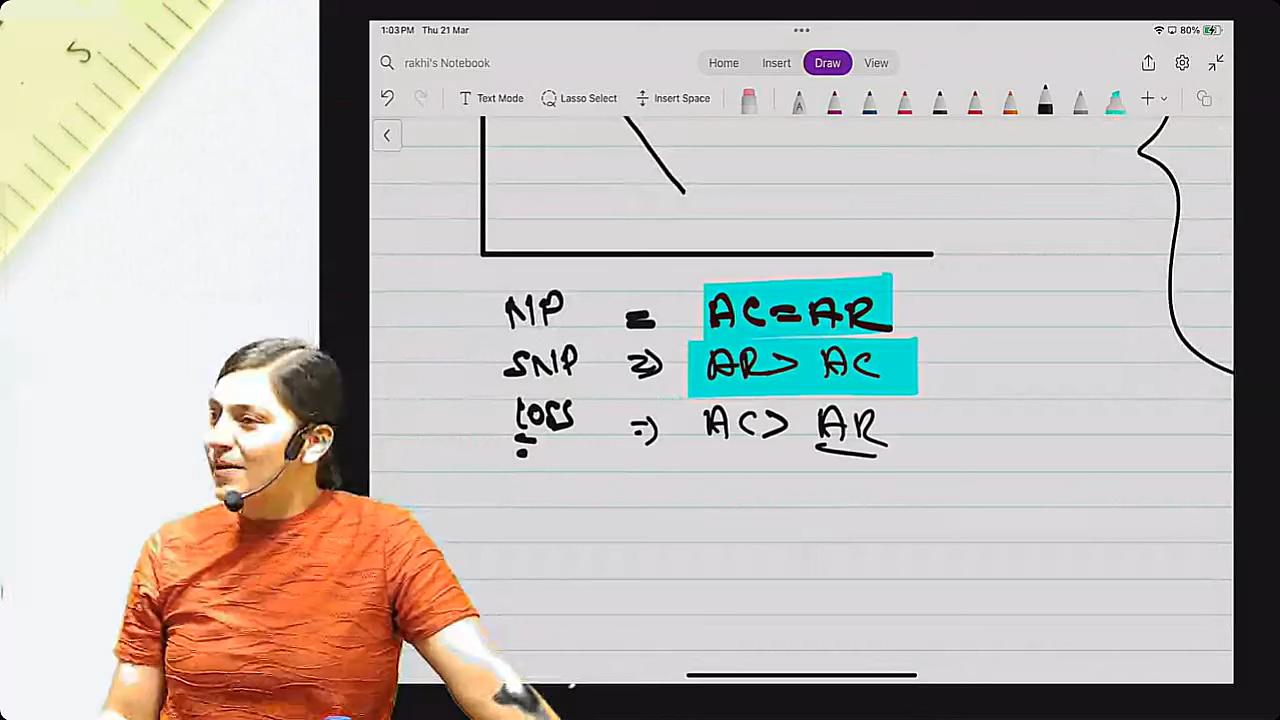 5
1:03 PM Thu 21 Mar
80%
rakhi's Notebook
Home Insert Draw View
Text Mode Lasso Select Insert Space
NP = AC=AR
SNP => AR> AC
loss => AC> AR